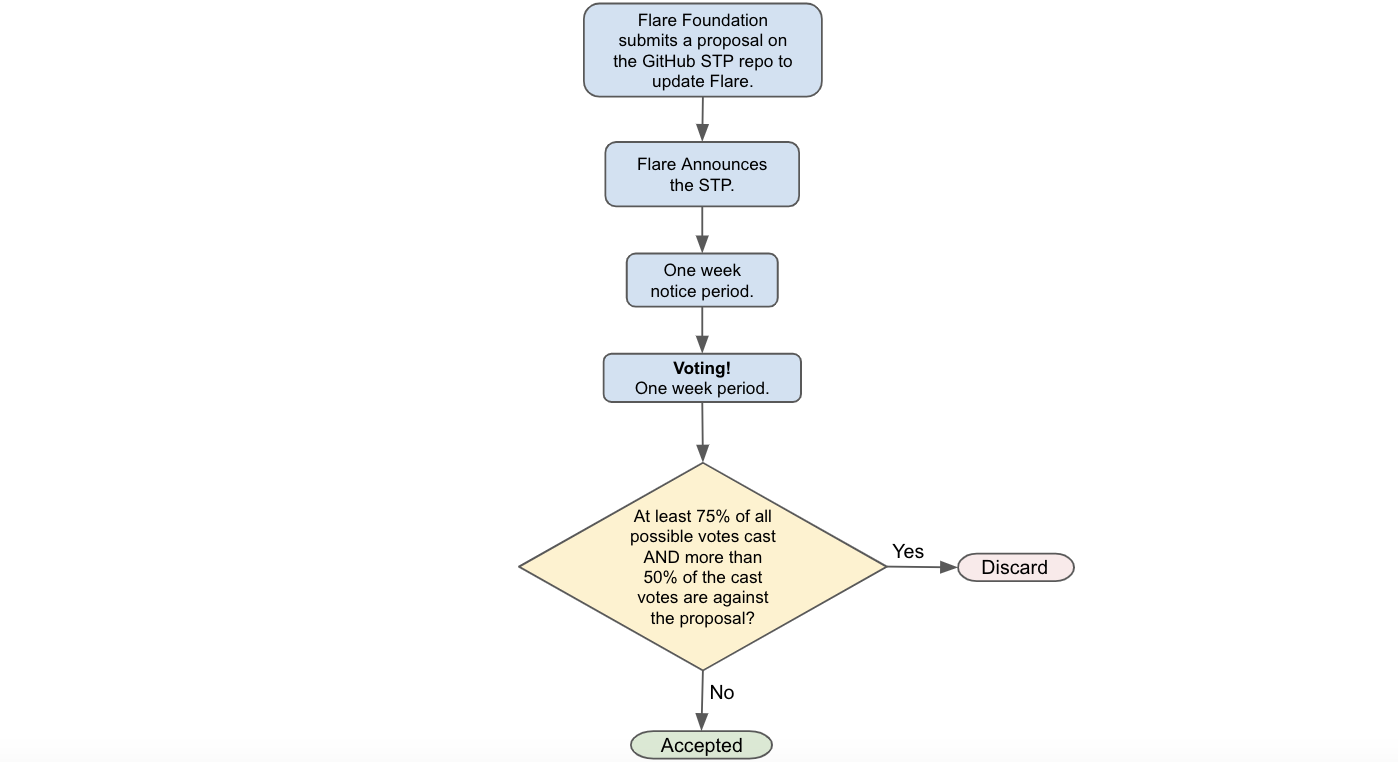 Flare Foundation
submits a proposal on
the GitHub STP repo to
update Flare.
Flare Announces
the STP.
One week
notice period.
Voting!
One week period.
At least 75% of all
possible votes cast
AND more than
50% of the cast
votes are against
the proposal?
Yes
Discard
No
Accepted